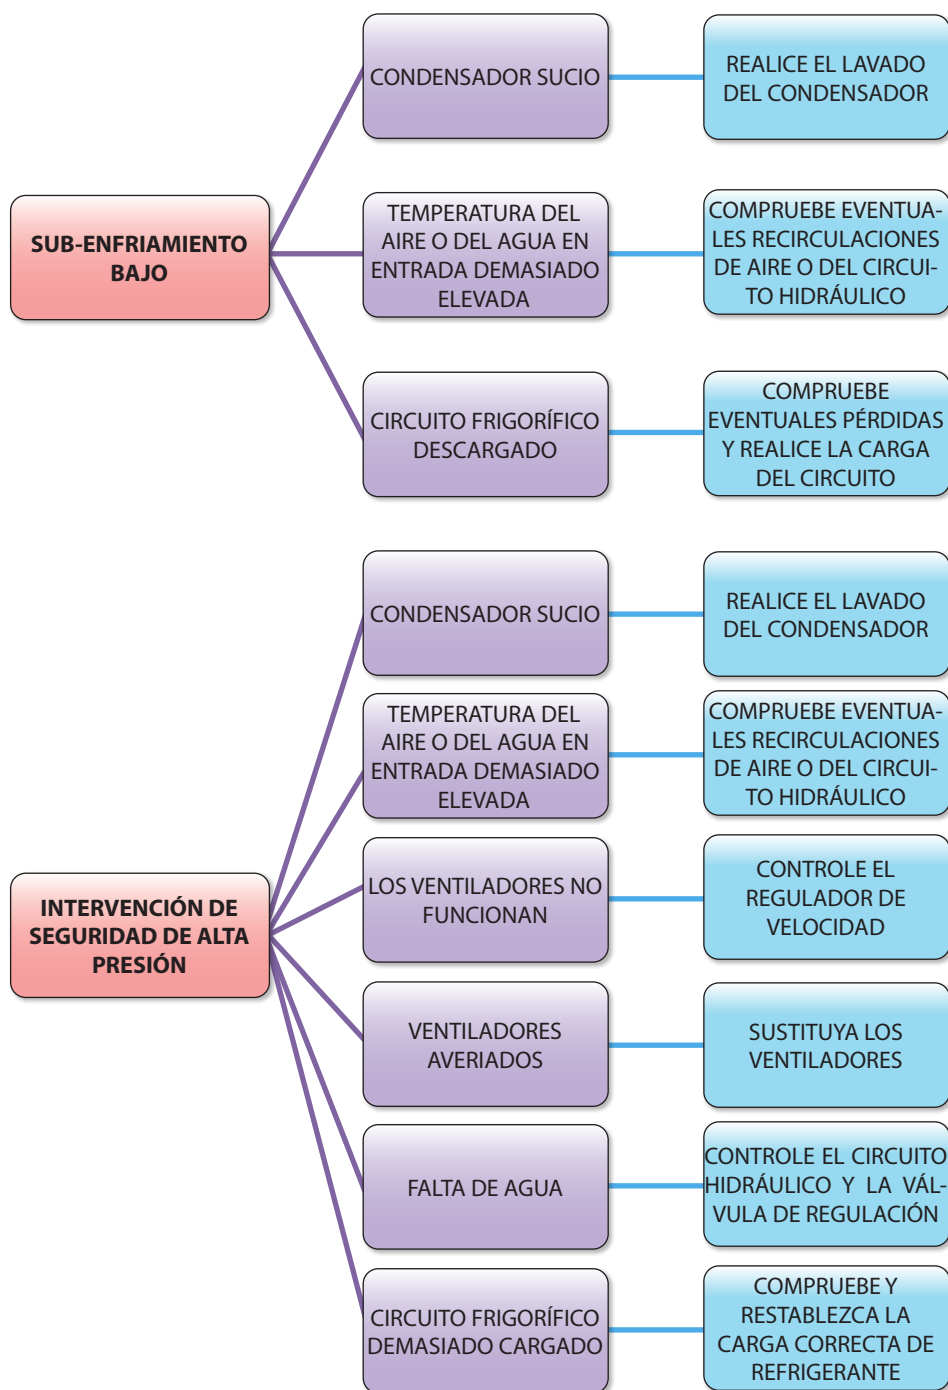 CONDENSADOR SUCIO
REALICE EL LAVADO
DEL CONDENSADOR
SUB-ENFRIAMIENTO
BAJO
TEMPERATURA DEL
AIRE O DEL AGUA EN
ENTRADA DEMASIADO
ELEVADA
COMPRUEBE EVENTUA-
LES RECIRCULACIONES
DE AIRE O DEL CIRCUI-
TO HIDRÁULICO
CIRCUITO FRIGORÍFICO
DESCARGADO
COMPRUEBE
EVENTUALES PÉRDIDAS
Y REALICE LA CARGA
DEL CIRCUITO
CONDENSADOR SUCIO
REALICE EL LAVADO
DEL CONDENSADOR
TEMPERATURA DEL
AIRE O DEL AGUA EN
ENTRADA DEMASIADO
ELEVADA
COMPRUEBE EVENTUA-
LES RECIRCULACIONES
DE AIRE O DEL CIRCUI-
TO HIDRÁULICO
INTERVENCIÓN DE
SEGURIDAD DE ALTA
PRESIÓN
LOS VENTILADORES NO
FUNCIONAN
CONTROLE EL
REGULADOR DE
VELOCIDAD
VENTILADORES
AVERIADOS
SUSTITUYA LOS
VENTILADORES
FALTA DE AGUA
CONTROLE EL CIRCUITO
HIDRÁULICO Y LA VÁL-
VULA DE REGULACIÓN
CIRCUITO FRIGORÍFICO
DEMASIADO CARGADO
COMPRUEBE Y
RESTABLEZCA LA
CARGA CORRECTA DE
REFRIGERANTE